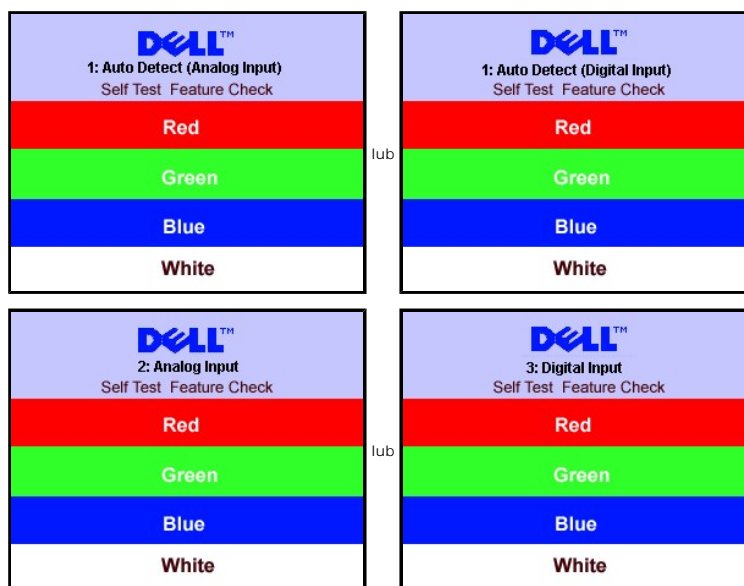 DELL™
1: Auto Detect (Analog Input)
Self Test Feature Check
Red
Green
Blue
White
lub
DELL™
1: Auto Detect (Digital Input)
Self Test Feature Check
Red
Green
Blue
White
DELL™
2: Analog Input
Self Test Feature Check
Red
Green
Blue
White
lub
DELL™
3: Digital Input
Self Test Feature Check
Red
Green
Blue
White